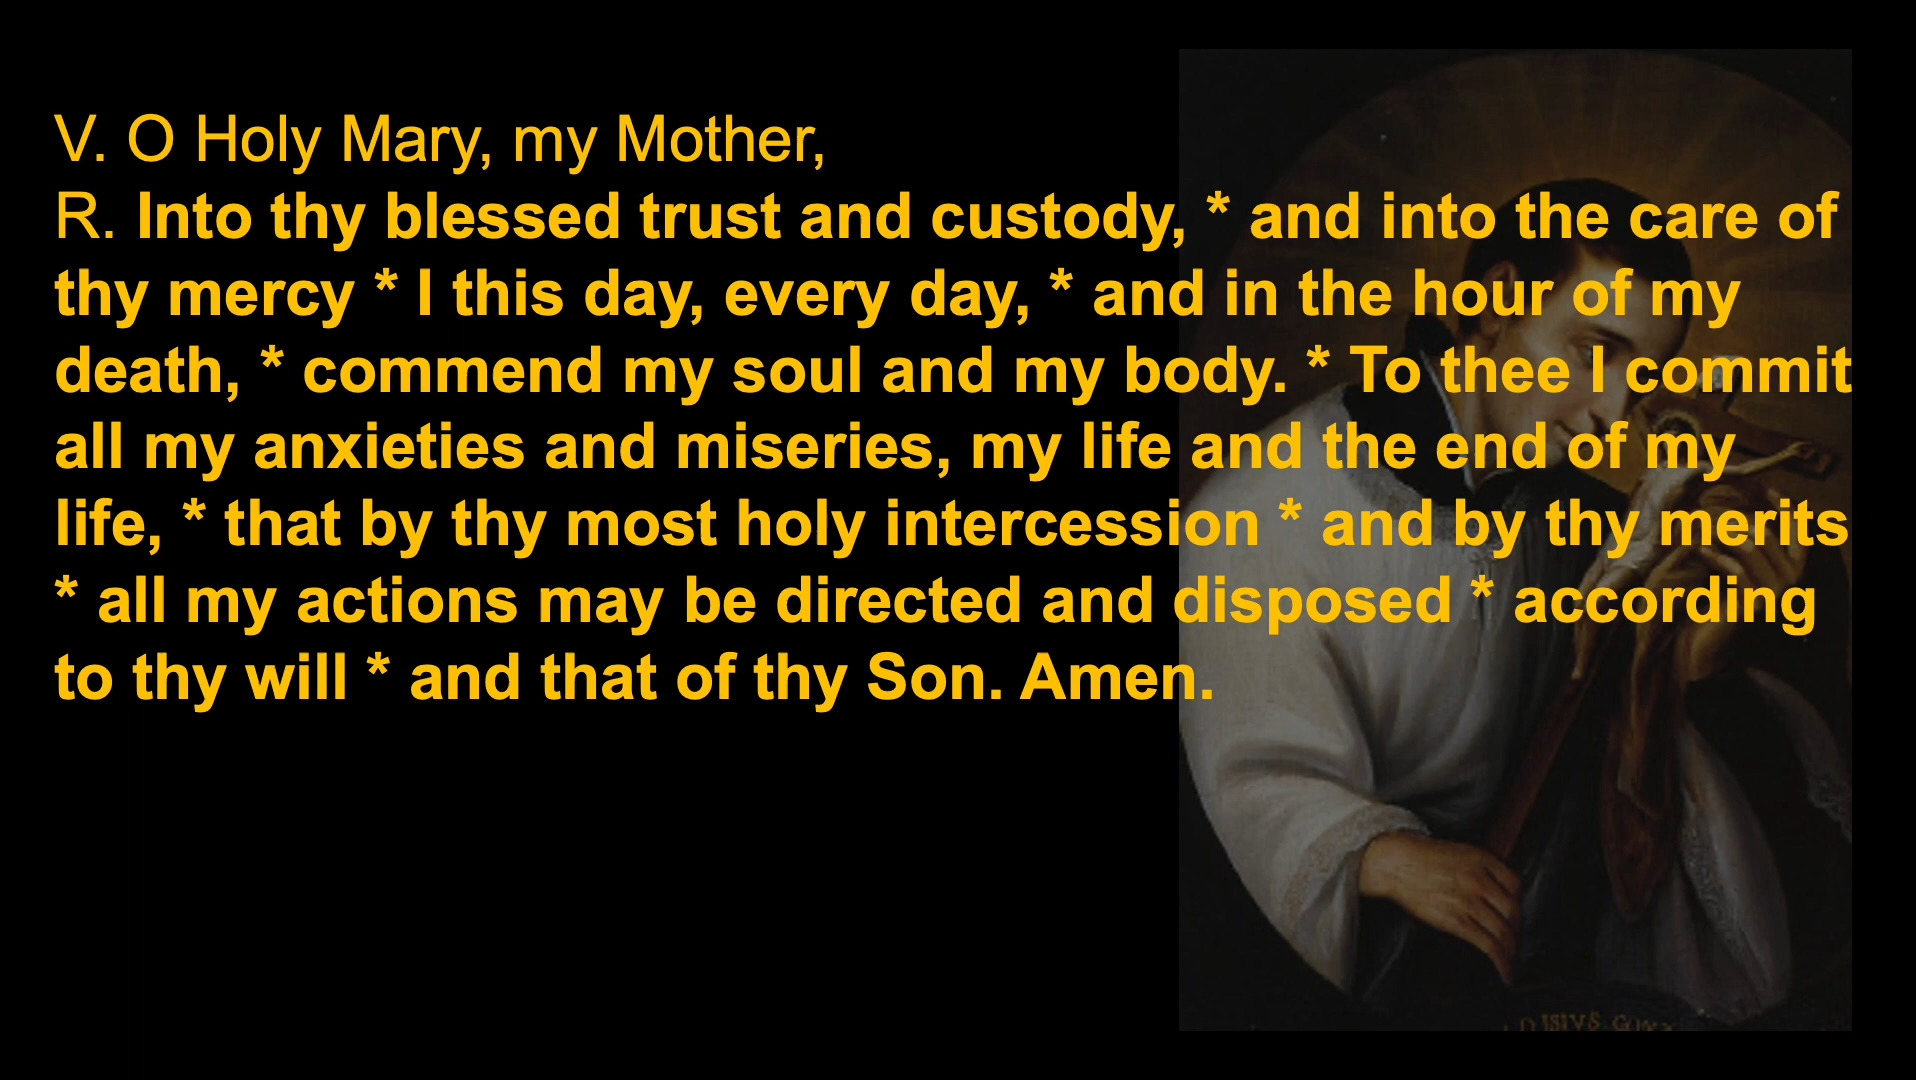 V. O Holy Mary, my Mother,
R. Into thy blessed trust and custody, * and into the care of
thy mercy * I this day, every day, * and in the hour of my
death, * commend my soul and my body. * To thee I commit
all my anxieties and miseries, my life and the end of my
life, * that by thy most holy intercession * and by thy merits
* all my actions may be directed and disposed * according
to thy will * and that of thy Son. Amen.